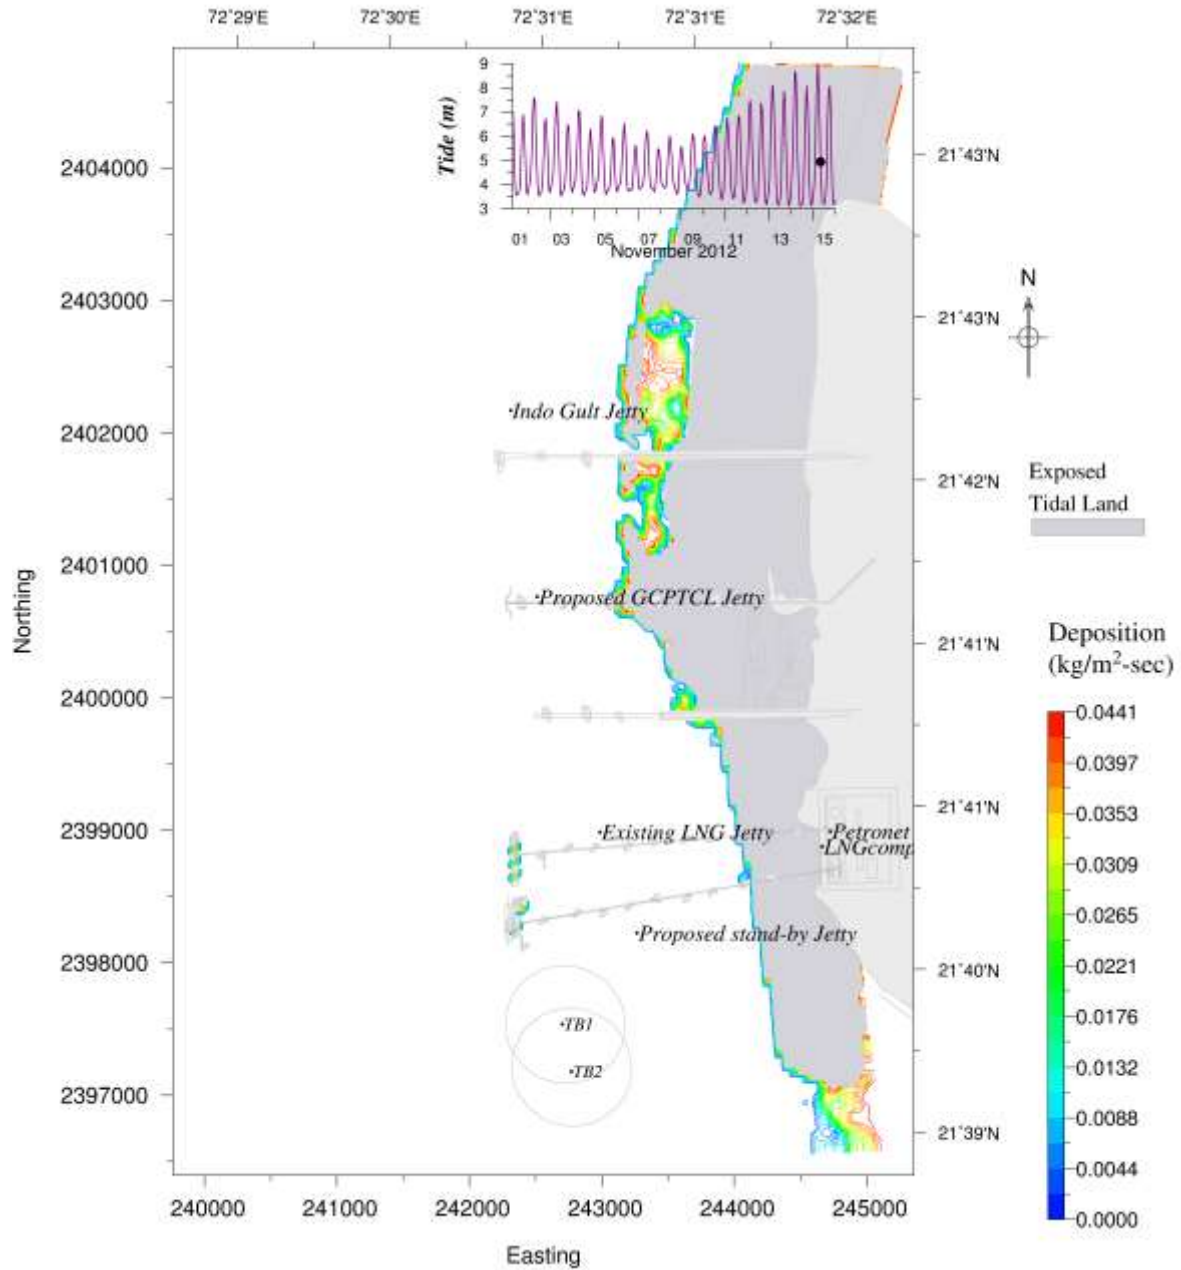 72°29'E 72°30'E 72°31'E 72°31'E 72°32'E
9
8
7
6
5
4
3
Tide (m)
01 03 05 07 09 11 13 15
November 2012
2404000
2403000
2402000
2401000
2400000
2399000
2398000
2397000
Northing
21°43'N
21°43'N
21°42'N
21°41'N
21°41'N
21°40'N
21°39'N
N
Indo Gult Jetty
Proposed GCPTCL Jetty
Existing LNG Jetty
Petronet
LNGcomp
Proposed stand-by Jetty
TB1
TB2
Exposed
Tidal Land
Deposition
(kg/m²-sec)
0.0441
0.0397
0.0353
0.0309
0.0265
0.0221
0.0176
0.0132
0.0088
0.0044
0.0000
240000 241000 242000 243000 244000 245000
Easting